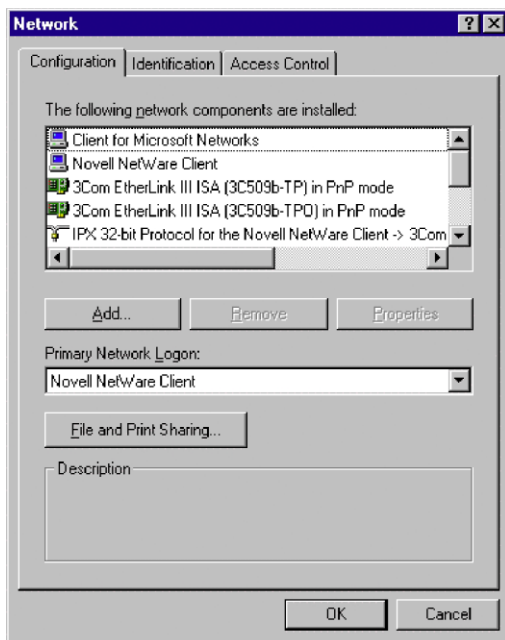 Network
Configuration Identification Access Control
The following network components are installed:
Client for Microsoft Networks
Novell NetWare Client
3Com EtherLink III ISA (3C509b-TP) in PnP mode
3Com EtherLink III ISA (3C509b-TPO) in PnP mode
IPX 32-bit Protocol for the Novell NetWare Client -> 3Com
Add... Remove Properties
Primary Network Logon:
Novell NetWare Client
File and Print Sharing...
Description
OK Cancel